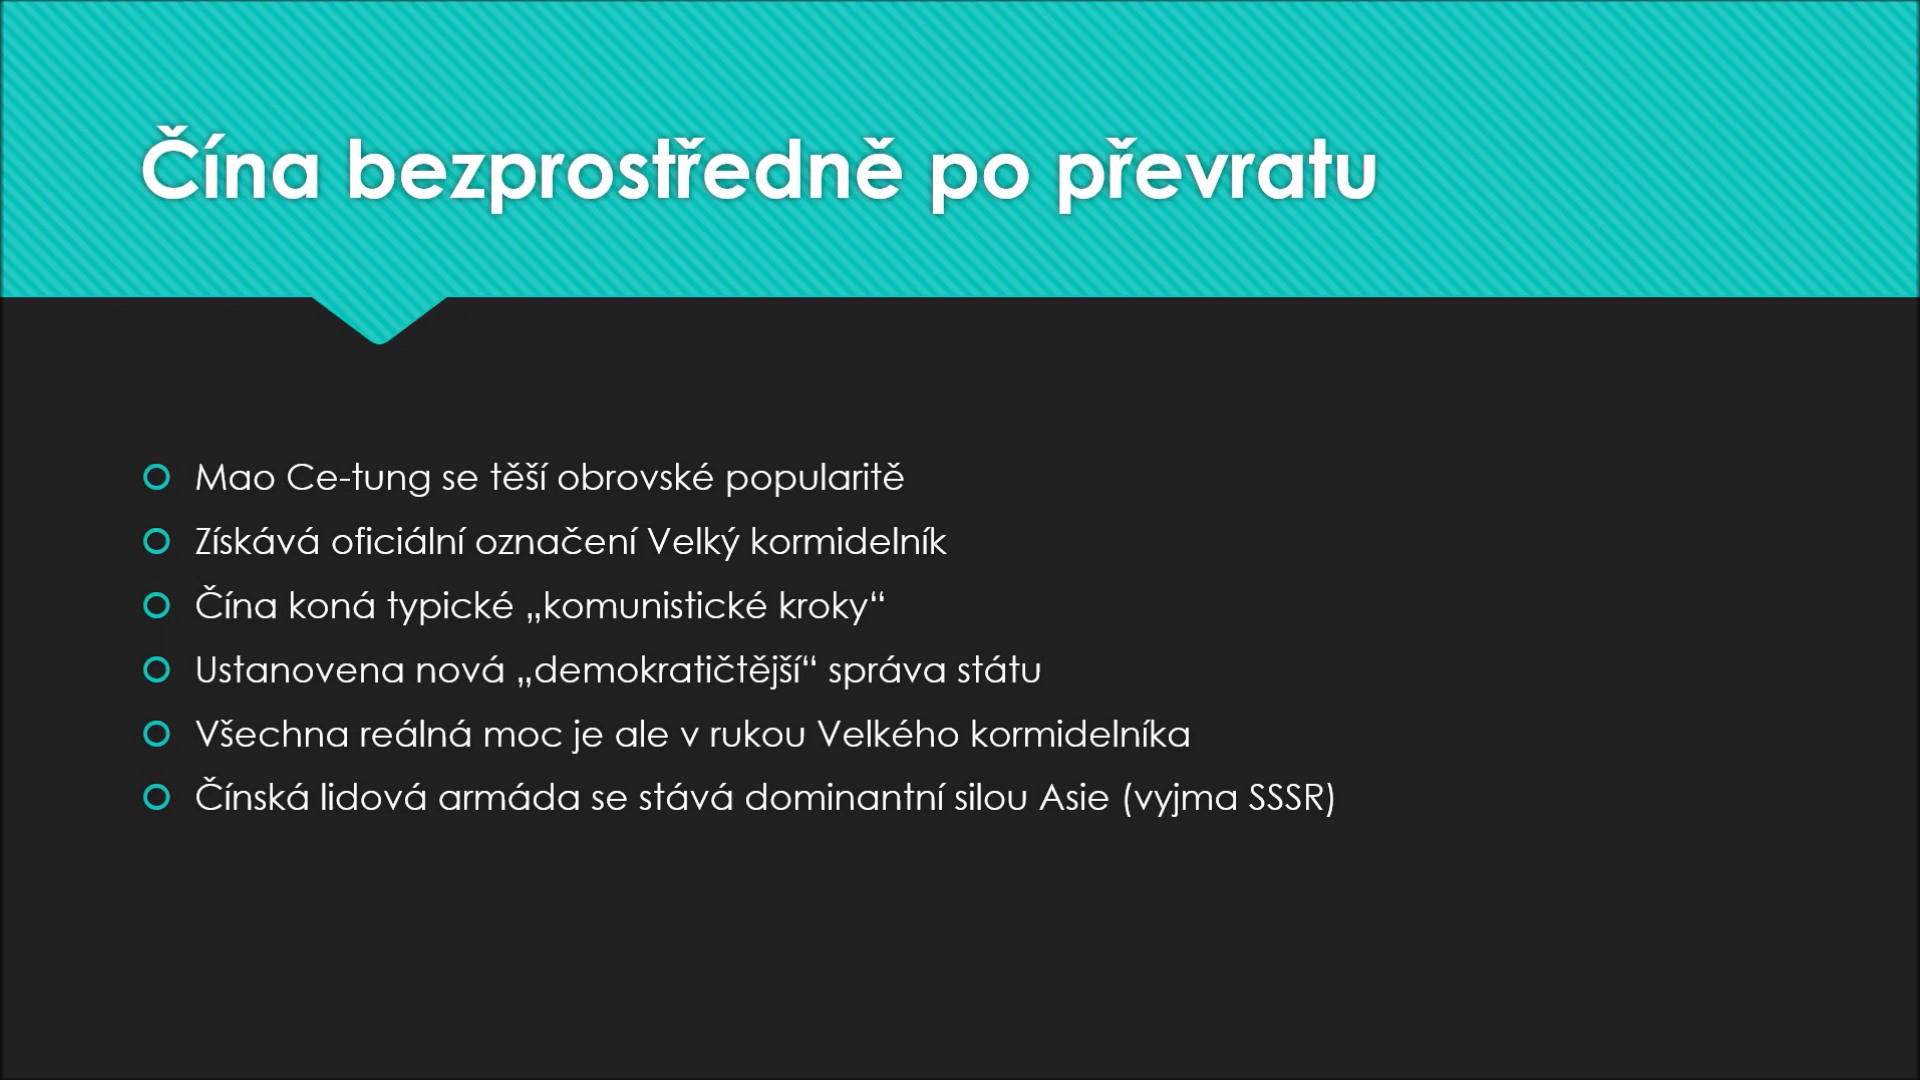 Čína bezprostředně po převratu
Mao Ce-tung se těší obrovské popularitě
Získává oficiální označení Velký kormidelník
Čína koná typické „komunistické kroky“
Ustanovena nová „demokratičtější“ správa státu
Všechna reálná moc je ale v rukou Velkého kormidelníka
Čínská lidová armáda se stává dominantní silou Asie (vyjma SSSR)